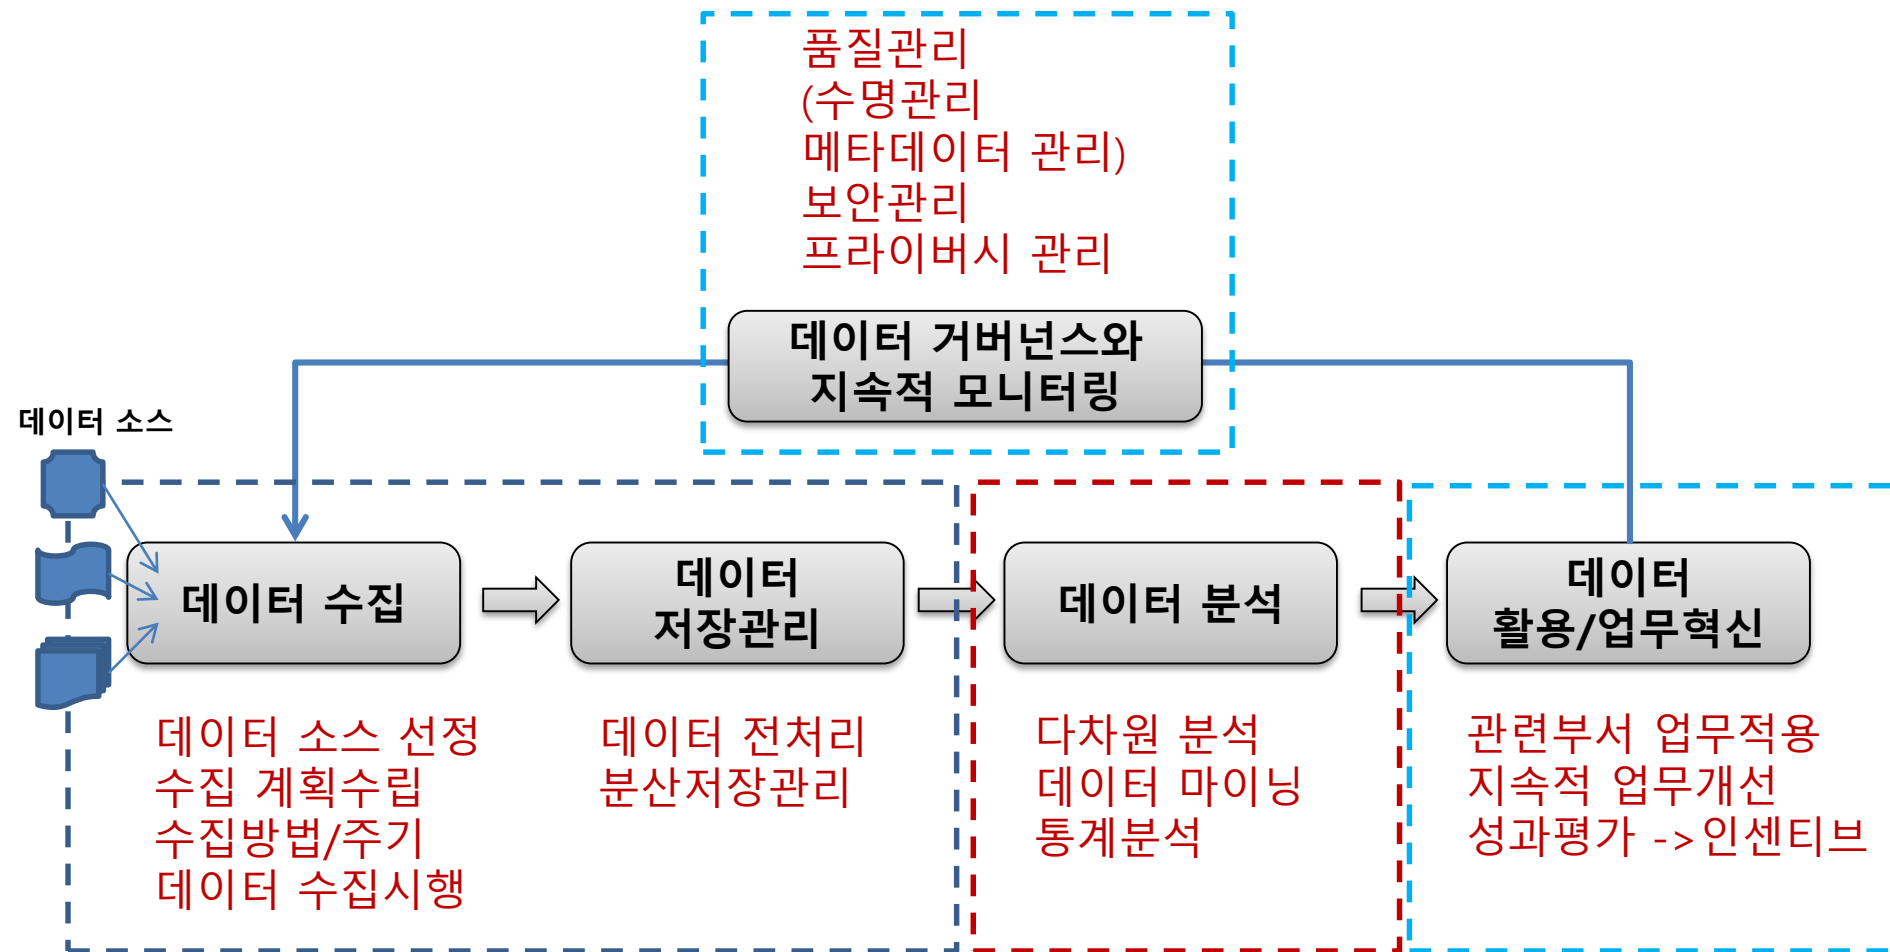 품질관리
(수명관리
메타데이터 관리)
보안관리
프라이버시 관리
데이터 거버넌스와
지속적 모니터링
데이터 소스
데이터 수집
데이터
저장관리
데이터 분석
데이터
활용/업무혁신
데이터 소스 선정
수집 계획수립
수집방법/주기
데이터 수집시행
데이터 전처리
분산저장관리
다차원 분석
데이터 마이닝
통계분석
관련부서 업무적용
지속적 업무개선
성과평가 ->인센티브